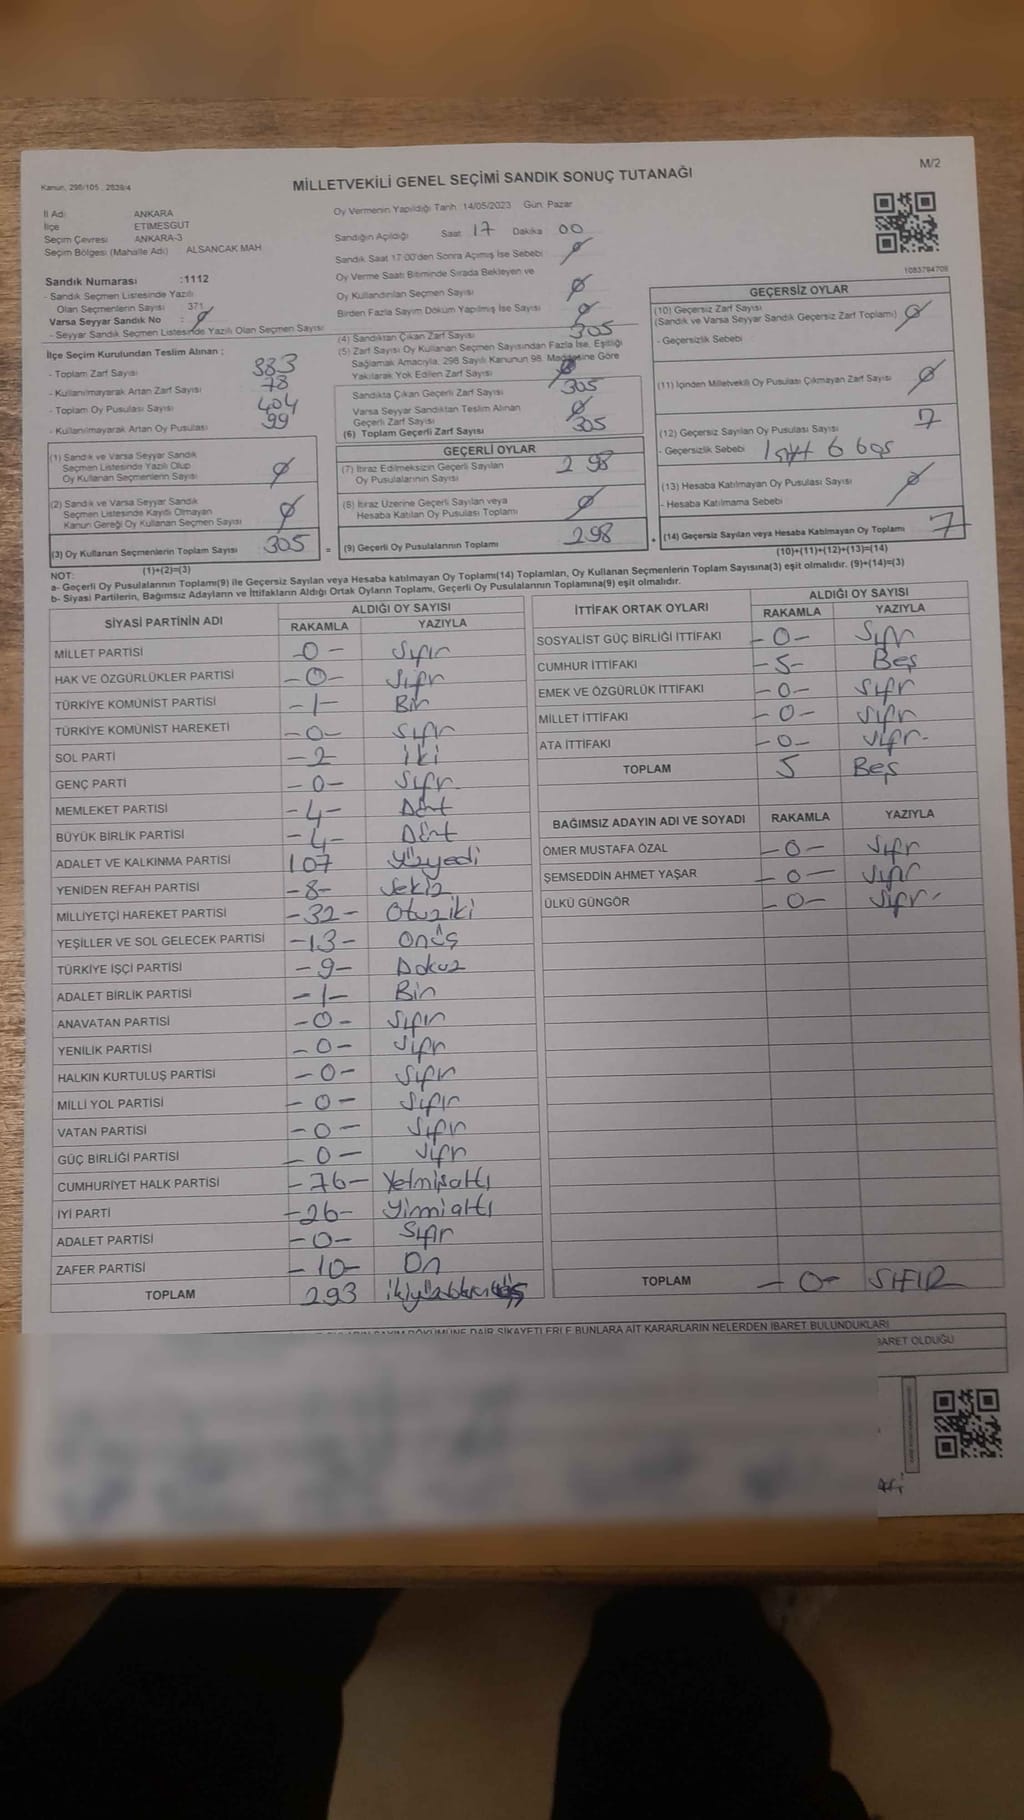 M/2
Kanun, 298/105 , 2839/4
MİLLETVEKİLİ GENEL SEÇİMİ SANDIK SONUÇ TUTANAĞI
İl Adı ANKARA
İlçe ETİMESGUT
Seçim Çevresi ANKARA-3
Seçim Bölgesi (Mahalle Adı) ALSANCAK MAH
Sandık Numarası :1112
- Sandık Seçmen Listesinde Yazılı
Olan Seçmenlerin Sayısı 371
Varsa Seyyar Sandık No : Ø
- Seyyar Sandık Seçmen Listesinde Yazılı Olan Seçmen Sayısı
İlçe Seçim Kurulundan Teslim Alınan ;
- Toplam Zarf Sayısı 383
- Kullanılmayarak Artan Zarf Sayısı 78
- Toplam Oy Pusulası Sayısı 404
- Kullanılmayarak Artan Oy Pusulası 99
(1) Sandık ve Varsa Seyyar Sandık
Seçmen Listesinde Yazılı Olup
Oy Kullanan Seçmenlerin Sayısı Ø
(2) Sandık ve Varsa Seyyar Sandık
Seçmen Listesinde Kayıtlı Olmayan
Kanun Gereği Oy Kullanan Seçmen Sayısı Ø
(3) Oy Kullanan Seçmenlerin Toplam Sayısı 305
(1)+(2)=(3)
Oy Vermenin Yapıldığı Tarih :14/05/2023 Gün: Pazar
Sandığın Açıldığı Saat 17 Dakika 00
Sandık Saat 17:00'den Sonra Açılmış İse Sebebi Ø
Oy Verme Saati Bitiminde Sırada Bekleyen ve
Oy Kullandırılan Seçmen Sayısı Ø
Birden Fazla Sayım Döküm Yapılmış İse Sayısı Ø
(4) Sandıktan Çıkan Zarf Sayısı 305
(5) Zarf Sayısı Oy Kullanan Seçmen Sayısından Fazla İse, Eşitliği
Sağlamak Amacıyla, 298 Sayılı Kanunun 98. Maddesine Göre
Yakılarak Yok Edilen Zarf Sayısı Ø
Sandıkta Çıkan Geçerli Zarf Sayısı 305
Varsa Seyyar Sandıktan Teslim Alınan
Geçerli Zarf Sayısı Ø
(6) Toplam Geçerli Zarf Sayısı 305
GEÇERLİ OYLAR
(7) İtiraz Edilmeksizin Geçerli Sayılan
Oy Pusulalarının Sayısı 298
(8) İtiraz Üzerine Geçerli Sayılan veya
Hesaba Katılan Oy Pusulası Toplamı Ø
= (9) Geçerli Oy Pusulalarının Toplamı 298 +
1083794708
GEÇERSİZ OYLAR
(10) Geçersiz Zarf Sayısı
(Sandık ve Varsa Seyyar Sandık Geçersiz Zarf Toplamı) Ø
- Geçersizlik Sebebi
(11) İçinden Milletvekili Oy Pusulası Çıkmayan Zarf Sayısı Ø
(12) Geçersiz Sayılan Oy Pusulası Sayısı 7
- Geçersizlik Sebebi 6 boş
(13) Hesaba Katılmayan Oy Pusulası Sayısı Ø
- Hesaba Katılmama Sebebi
(14) Geçersiz Sayılan veya Hesaba Katılmayan Oy Toplamı 7
(10)+(11)+(12)+(13)=(14)
NOT:
a- Geçerli Oy Pusulalarının Toplamı(9) ile Geçersiz Sayılan veya Hesaba katılmayan Oy Toplamı(14) Toplamları, Oy Kullanan Seçmenlerin Toplam Sayısına(3) eşit olmalıdır. (9)+(14)=(3)
b- Siyasi Partilerin, Bağımsız Adayların ve İttifakların Aldığı Ortak Oyların Toplamı, Geçerli Oy Pusulalarının Toplamına(9) eşit olmalıdır.
SİYASİ PARTİNİN ADI ALDIĞI OY SAYISI
RAKAMLA YAZIYLA
MİLLET PARTİSİ -0- Sıfır
HAK VE ÖZGÜRLÜKLER PARTİSİ -0- Sıfır
TÜRKİYE KOMÜNİST PARTİSİ -1- Bir
TÜRKİYE KOMÜNİST HAREKETİ -0- Sıfır
SOL PARTİ -2 iki
GENÇ PARTİ -0- Sıfır
MEMLEKET PARTİSİ -4- Dört
BÜYÜK BİRLİK PARTİSİ -4- Dört
ADALET VE KALKINMA PARTİSİ 107 Yüzyedi
YENİDEN REFAH PARTİSİ -8- Sekiz
MİLLİYETÇİ HAREKET PARTİSİ -32- Otuziki
YEŞİLLER VE SOL GELECEK PARTİSİ -13- Onüç
TÜRKİYE İŞÇİ PARTİSİ -9- Dokuz
ADALET BİRLİK PARTİSİ -1- Bir
ANAVATAN PARTİSİ -0- Sıfır
YENİLİK PARTİSİ -0- Sıfır
HALKIN KURTULUŞ PARTİSİ -0- Sıfır
MİLLİ YOL PARTİSİ -0- Sıfır
VATAN PARTİSİ -0- Sıfır
GÜÇ BİRLİĞİ PARTİSİ -0- Sıfır
CUMHURİYET HALK PARTİSİ -76- Yetmişaltı
İYİ PARTİ -26- Yirmialtı
ADALET PARTİSİ -0- Sıfır
ZAFER PARTİSİ -10- On
TOPLAM 293
İTTİFAK ORTAK OYLARI ALDIĞI OY SAYISI
RAKAMLA YAZIYLA
SOSYALİST GÜÇ BİRLİĞİ İTTİFAKI -0- Sıfır
CUMHUR İTTİFAKI -5- Beş
EMEK VE ÖZGÜRLÜK İTTİFAKI -0- Sıfır
MİLLET İTTİFAKI -0- Sıfır
ATA İTTİFAKI -0- Sıfır-
TOPLAM 5 Beş
BAĞIMSIZ ADAYIN ADI VE SOYADI RAKAMLA YAZIYLA
ÖMER MUSTAFA ÖZAL -0- Sıfır
ŞEMSEDDİN AHMET YAŞAR -0- Sıfır
ÜLKÜ GÜNGÖR -0- Sıfır-
TOPLAM -0- SIFIR
DÖKÜMÜNE DAİR ŞİKAYETLERLE BUNLARA AİT KARARLARIN NELERDEN İBARET BULUNDUKLARI
OLDUĞU